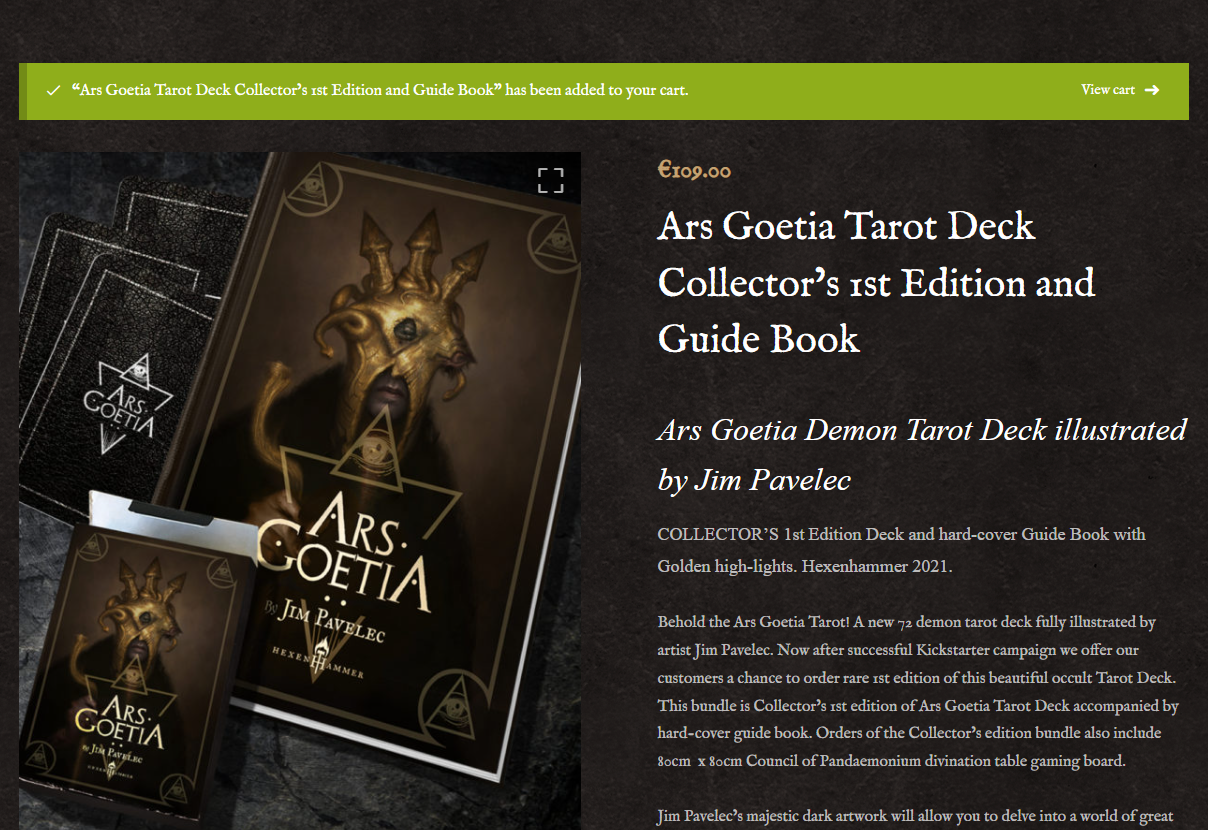 “Ars Goetia Tarot Deck Collector’s 1st Edition and Guide Book” has been added to your cart.
View cart
€109.00
Ars Goetia Tarot Deck
Collector’s 1st Edition and
Guide Book
Ars Goetia Demon Tarot Deck illustrated
by Jim Pavelec
COLLECTOR’S 1st Edition Deck and hard-cover Guide Book with
Golden high-lights. Hexenhammer 2021.
Behold the Ars Goetia Tarot! A new 72 demon tarot deck fully illustrated by
artist Jim Pavelec. Now after successful Kickstarter campaign we offer our
customers a chance to order rare 1st edition of this beautiful occult Tarot Deck.
This bundle is Collector’s 1st edition of Ars Goetia Tarot Deck accompanied by
hard-cover guide book. Orders of the Collector’s edition bundle also include
80cm x 80cm Council of Pandaemonium divination table gaming board.
Jim Pavelec’s majestic dark artwork will allow you to delve into a world of great
ARS
GOETIA
ARS
GOETIA
By JIM PAVELEC
HEXENHAMMER
ARS
GOETIA
By JIM PAVELEC
HEXENHAMMER